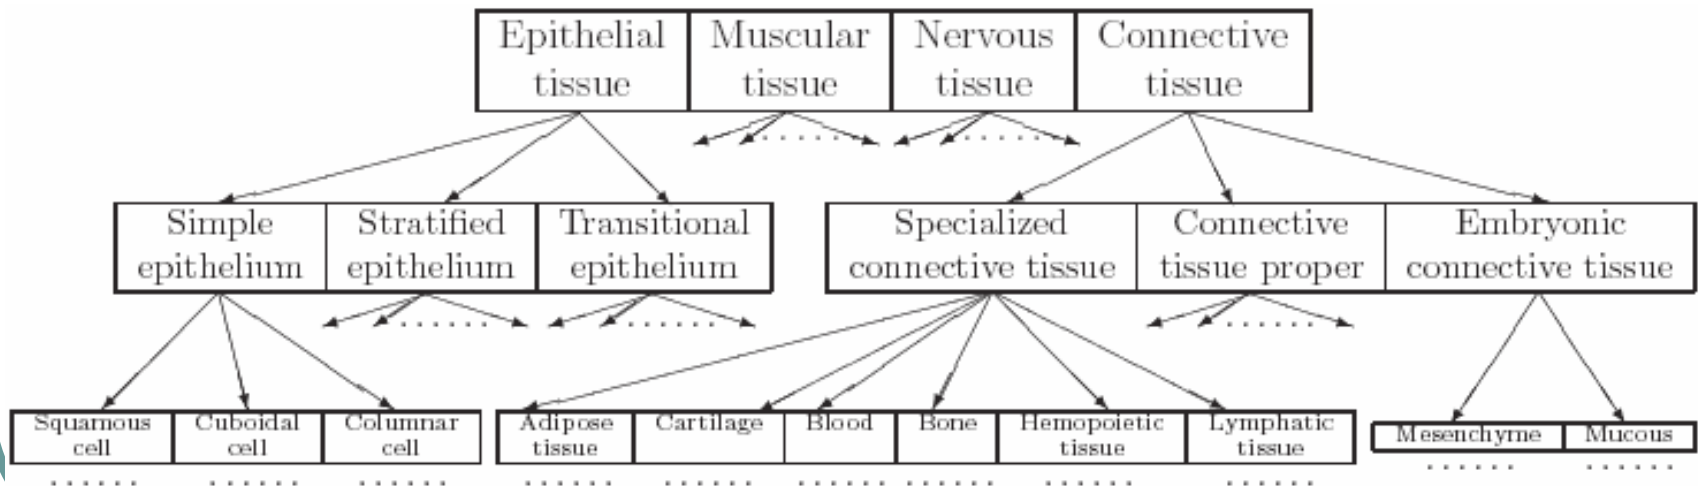 Epithelial
tissue
Muscular
tissue
Nervous
tissue
Connective
tissue
Simple
epithelium
Stratified
epithelium
Transitional
epithelium
Specialized
connective tissue
Connective
tissue proper
Embryonic
connective tissue
Squamous
cell
Cuboidal
cell
Columnar
cell
Adipose
tissue
Cartilage
Blood
Bone
Hemopoietic
tissue
Lymphatic
tissue
Mesenchyme
Mucous